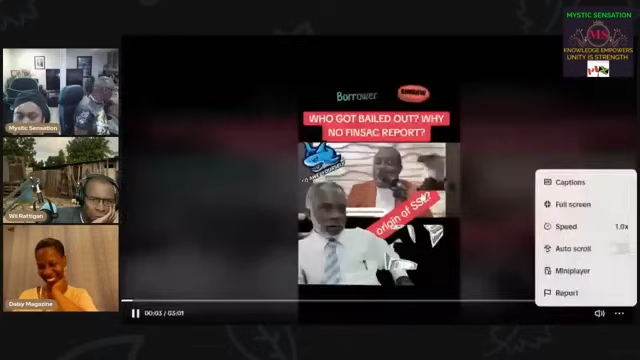 MYSTIC SENSATION
MS
KNOWLEDGE EMPOWERS
UNITY IS STRENGTH
Mystic Sensation
Wil Rattigan
Daisy Magazine
Borrower
WHO GOT BAILED OUT? WHY
NO FINSAC REPORT?
origin of SSL?
00:03 / 03:01
Captions
Full screen
Speed
1.0x
Auto scroll
Miniplayer
Report